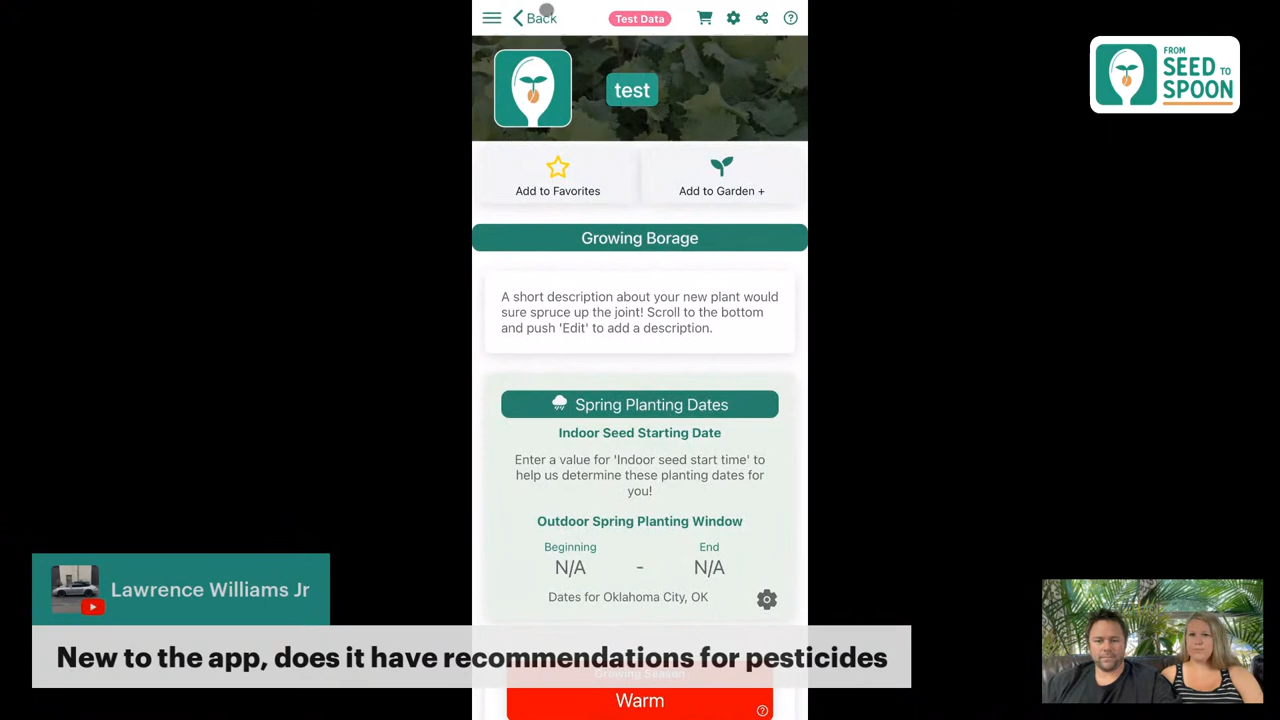 Back
Test Data
FROM
SEED TO
SPOON
test
Add to Favorites
Add to Garden +
Growing Borage
A short description about your new plant would
sure spruce up the joint! Scroll to the bottom
and push 'Edit' to add a description.
Spring Planting Dates
Indoor Seed Starting Date
Enter a value for 'Indoor seed start time' to
help us determine these planting dates for
you!
Outdoor Spring Planting Window
Beginning
End
N/A - N/A
Dates for Oklahoma City, OK
Lawrence Williams Jr
New to the app, does it have recommendations for pesticides
Growing Season
Warm